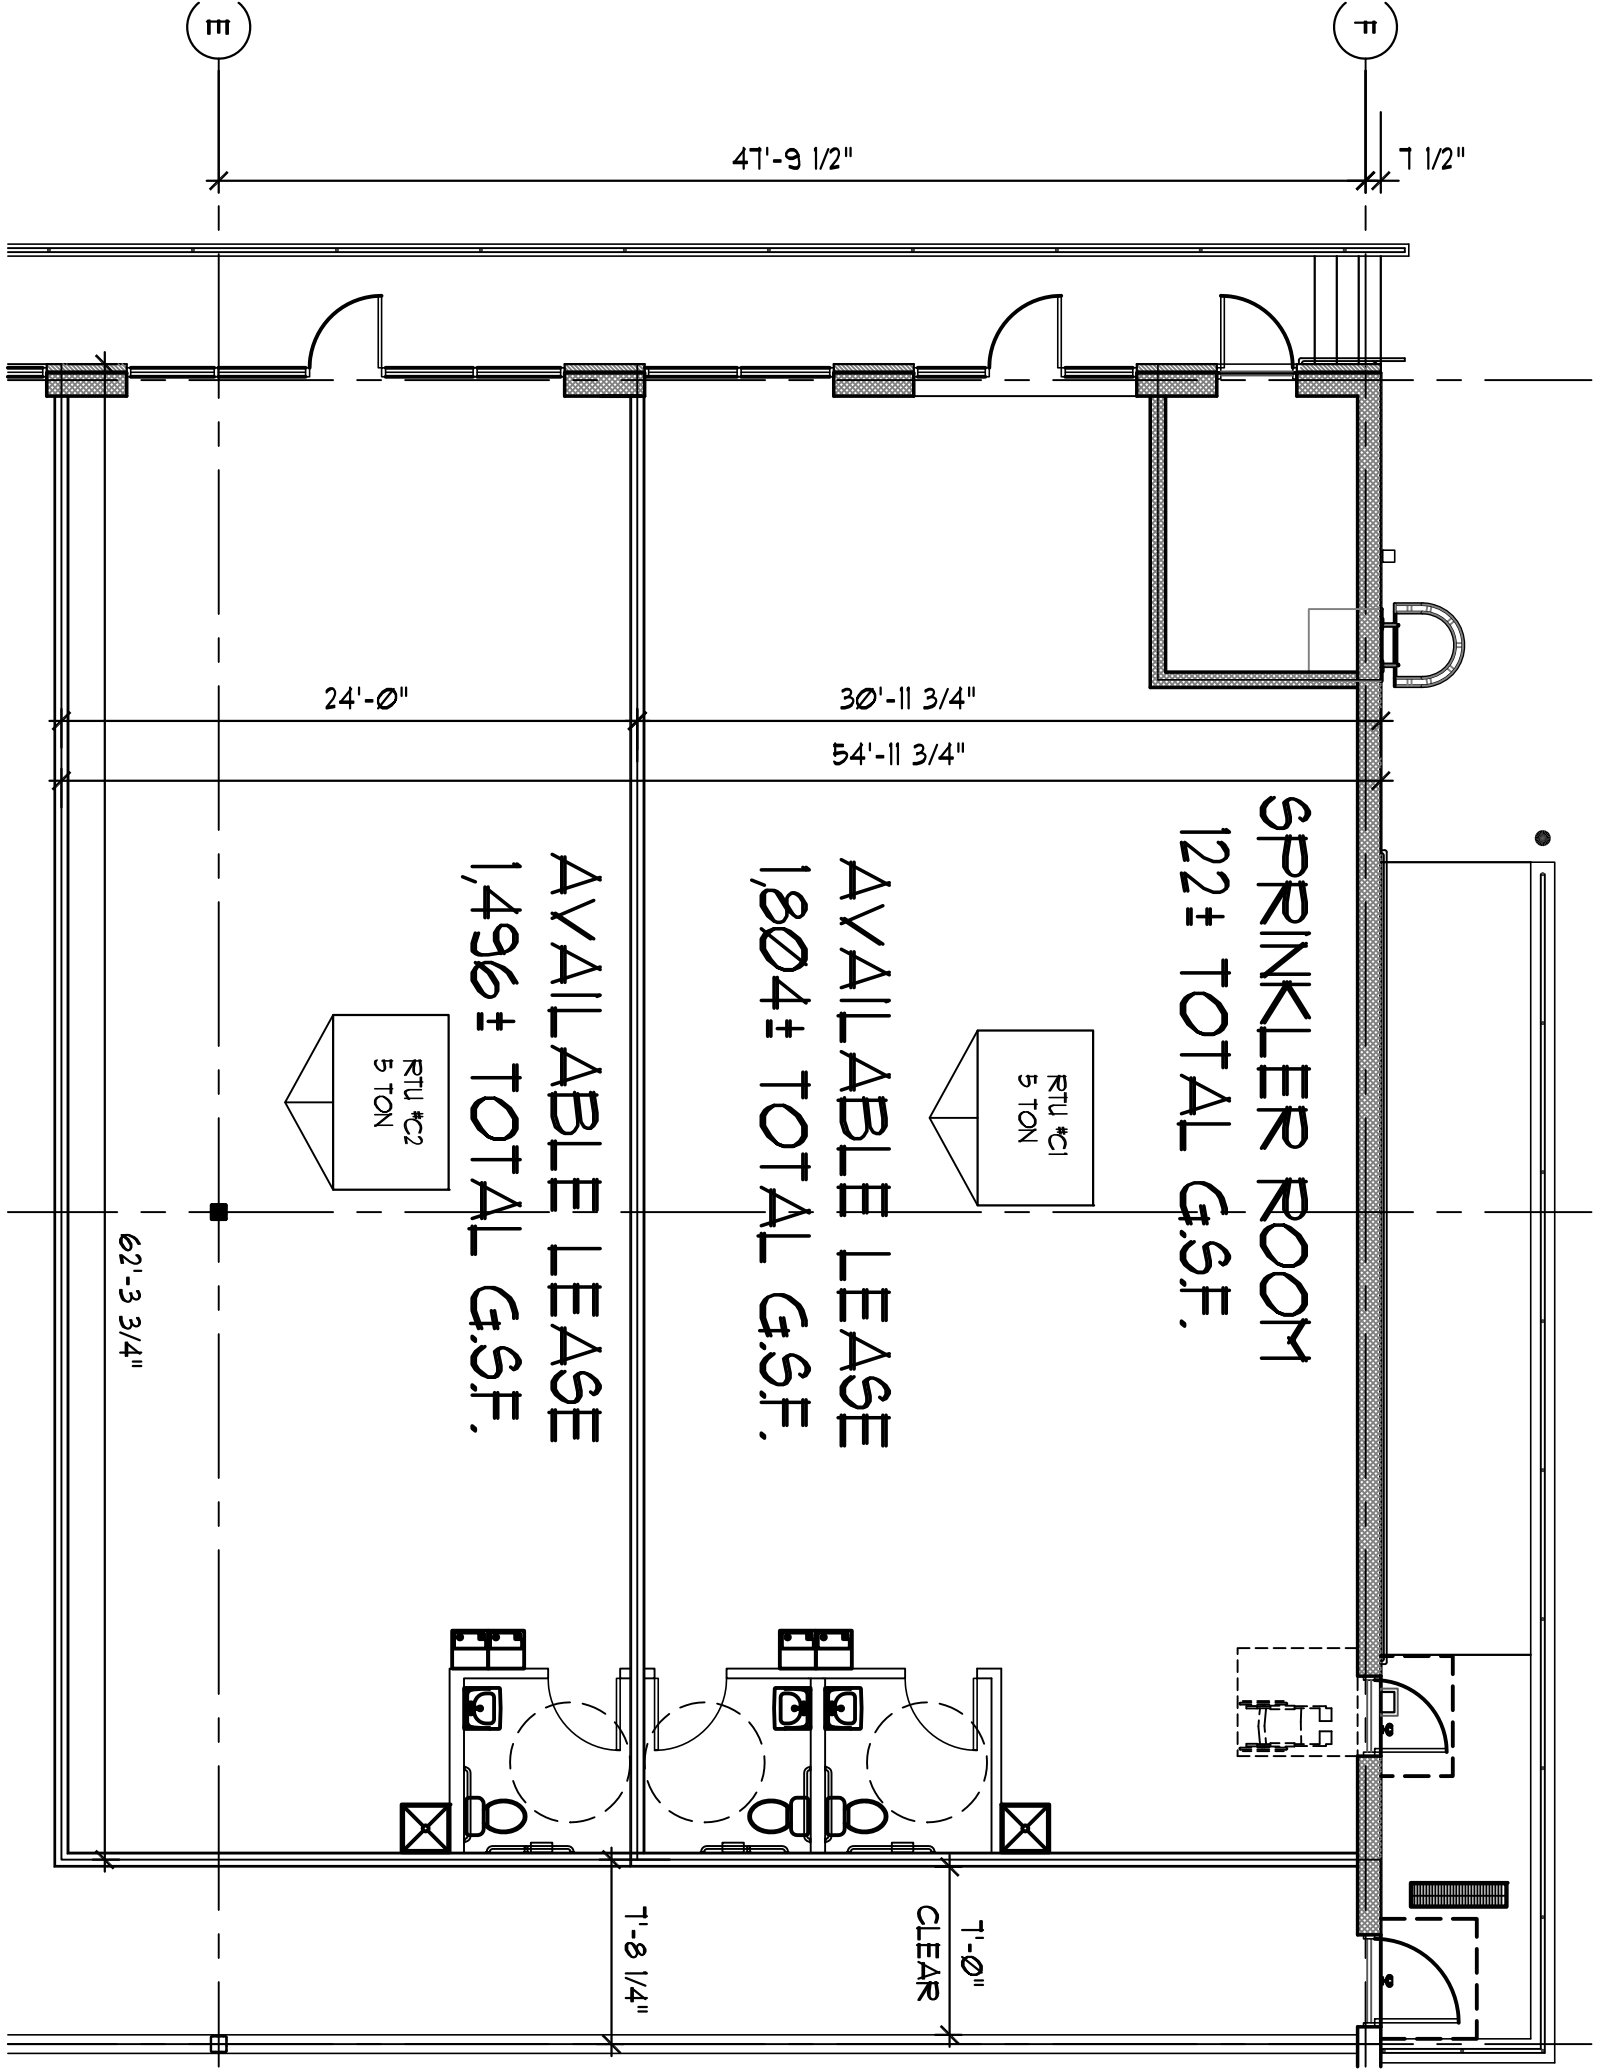 E
F
47'-9 1/2"
7 1/2"
24'-0"
30'-11 3/4"
54'-11 3/4"
SPRINKLER ROOM
122± TOTAL G.S.F.
AVAILABLE LEASE
1,804± TOTAL G.S.F.
AVAILABLE LEASE
1,496± TOTAL G.S.F.
RTU #C1
5 TON
RTU #C2
5 TON
62'-3 3/4"
7'-8 1/4"
7'-0"
CLEAR